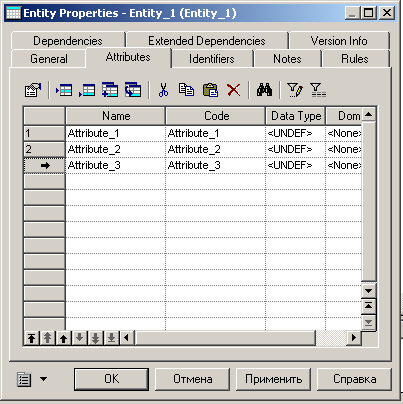 Entity Properties - Entity_1 (Entity_1)
Dependencies Extended Dependencies Version Info
General Attributes Identifiers Notes Rules
Name Code Data Type Dom
1 Attribute_1 Attribute_1 <UNDEF> <None>
2 Attribute_2 Attribute_2 <UNDEF> <None>
Attribute_3 Attribute_3 <UNDEF> <None>
OK Отмена Применить Справка